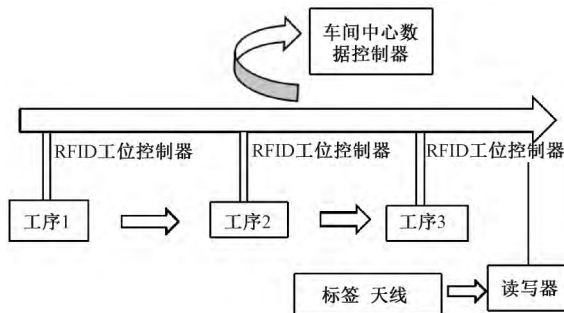 车间中心数
据控制器
RFID工位控制器
RFID工位控制器
RFID工位控制器
工序1
工序2
工序3
标签 天线
读写器